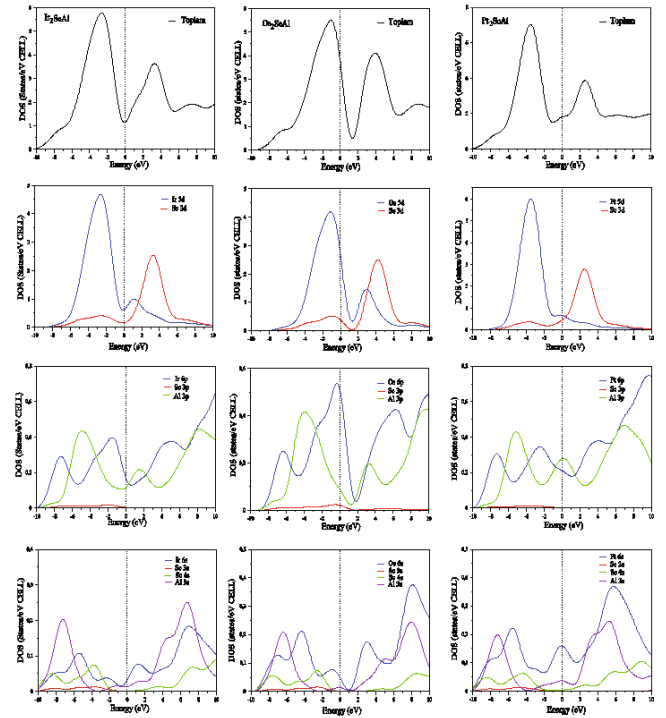 Ir₂ScAl
Toplam
DOS (States/eV CELL)
Energy (eV)
Os₂ScAl
Toplam
DOS (states/eV CELL)
Energy (eV)
Pt₂ScAl
Toplam
DOS (states/eV CELL)
Energy (eV)
Ir 5d
Sc 3d
DOS (States/eV CELL)
Energy (eV)
Os 5d
Sc 3d
DOS (states/eV CELL)
Energy (eV)
Pt 5d
Sc 3d
DOS (states/eV CELL)
Energy (eV)
Ir 6p
Sc 3p
Al 3p
DOS (States/eV CELL)
Energy (eV)
Os 6p
Sc 3p
Al 3p
DOS (states/eV CELL)
Energy (eV)
Pt 6p
Sc 3p
Al 3p
DOS (states/eV CELL)
Energy (eV)
Ir 6s
Sc 3s
Sc 4s
Al 3s
DOS (States/eV CELL)
Energy (eV)
Os 6s
Sc 3s
Sc 4s
Al 3s
DOS (states/eV CELL)
Energy (eV)
Pt 6s
Sc 3s
Sc 4s
Al 3s
DOS (states/eV CELL)
Energy (eV)